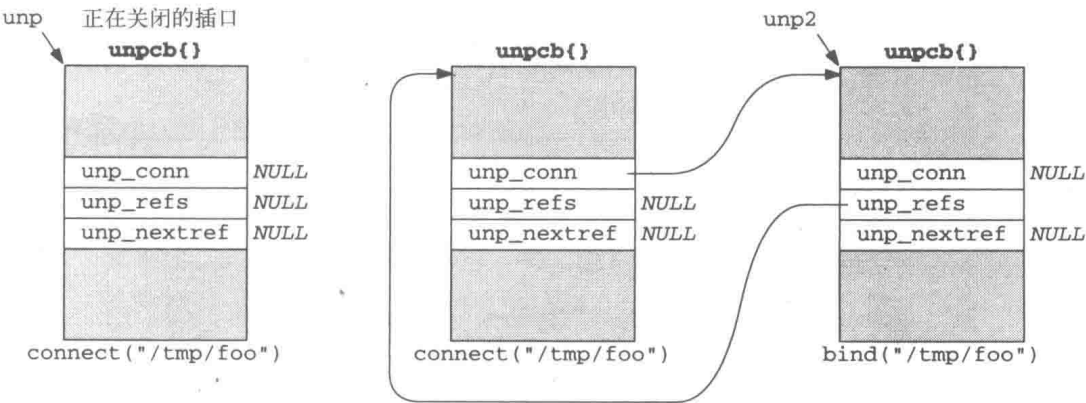 unp 正在关闭的插口 unp2
unpcb{} unpcb{} unpcb{}
unp_conn NULL unp_conn unp_conn NULL
unp_refs NULL unp_refs NULL unp_refs
unp_nextref NULL unp_nextref NULL unp_nextref NULL
connect("/tmp/foo") connect("/tmp/foo") bind("/tmp/foo")